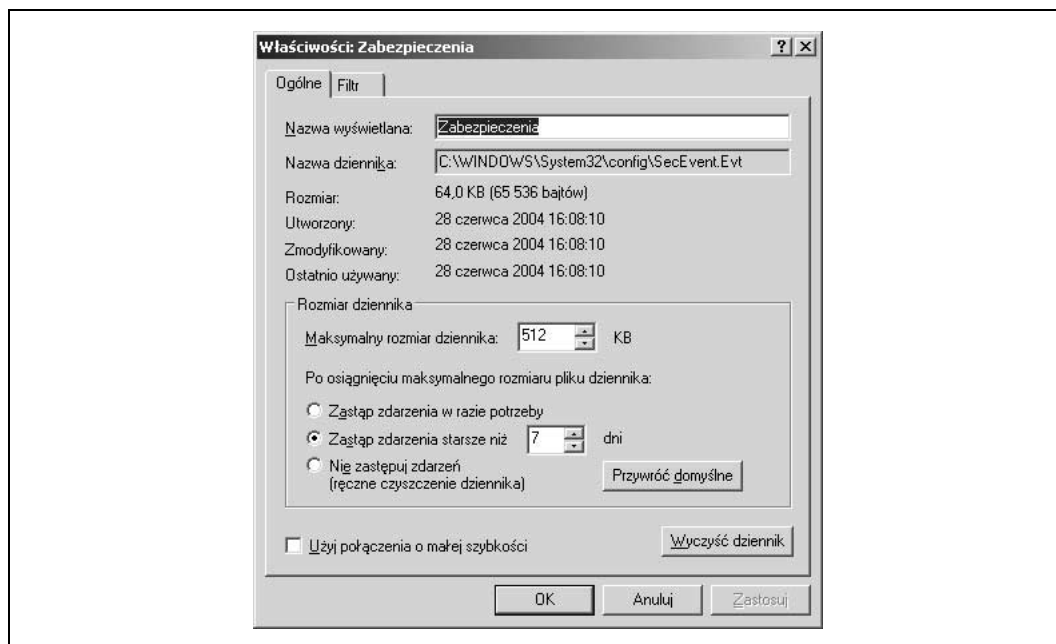 Właściwości: Zabezpieczenia
Ogólne Filtr
Nazwa wyświetlana: Zabezpieczenia
Nazwa dziennika: C:\WINDOWS\System32\config\SecEvent.Evt
Rozmiar: 64,0 KB (65 536 bajtów)
Utworzony: 28 czerwca 2004 16:08:10
Zmodyfikowany: 28 czerwca 2004 16:08:10
Ostatnio używany: 28 czerwca 2004 16:08:10
Rozmiar dziennika
Maksymalny rozmiar dziennika: 512 KB
Po osiągnięciu maksymalnego rozmiaru pliku dziennika:
Zastąp zdarzenia w razie potrzeby
Zastąp zdarzenia starsze niż 7 dni
Nie zastępuj zdarzeń
(ręczne czyszczenie dziennika)
Przywróć domyślne
Użyj połączenia o małej szybkości
Wyczyść dziennik
OK Anuluj Zastosuj